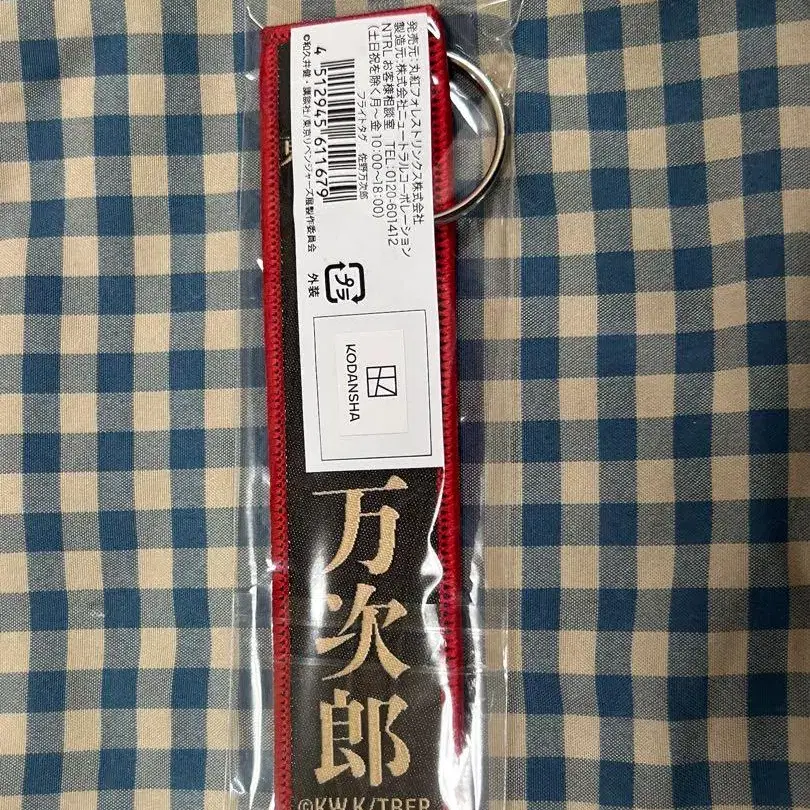 発売元:丸紅フォレストリンクス株式会社
製造元:株式会社ニュートラルコーポレーション
NTRL お客様相談室 TEL:0120-601412
(土日祝を除く月~金 10:00~18:00)
フライトタグ 佐野万次郎
4 512945 611679
©和久井健・講談社/東京リベンジャーズ展製作委員会
プラ
外装
KODANSHA
万次郎
©KW,K/TREP